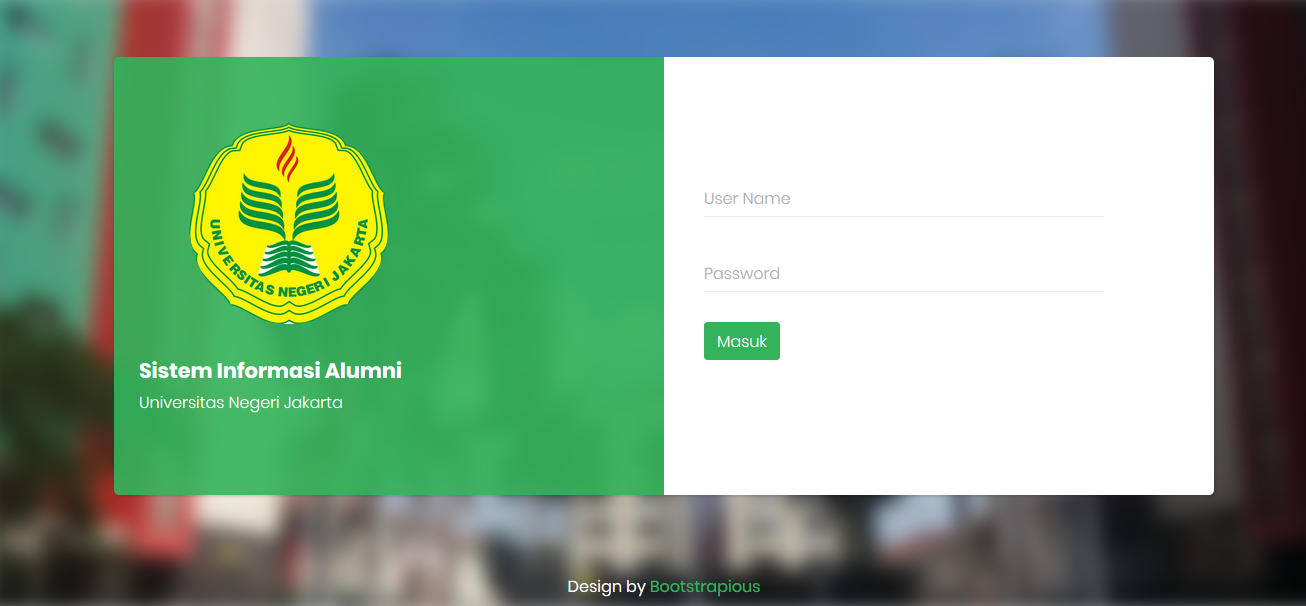 UNIVERSITAS NEGERI JAKARTA
Sistem Informasi Alumni
Universitas Negeri Jakarta
User Name
Password
Masuk
Design by Bootstrapious